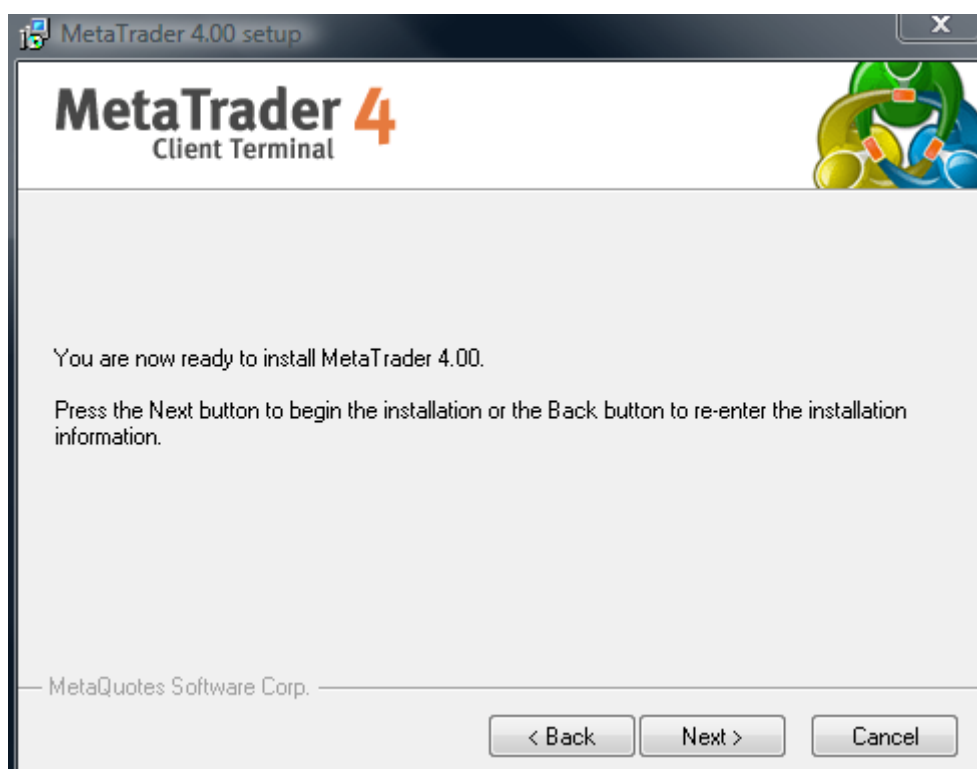 MetaTrader 4.00 setup
X
MetaTrader 4
Client Terminal
You are now ready to install MetaTrader 4.00.
Press the Next button to begin the installation or the Back button to re-enter the installation
information.
MetaQuotes Software Corp.
< Back Next > Cancel